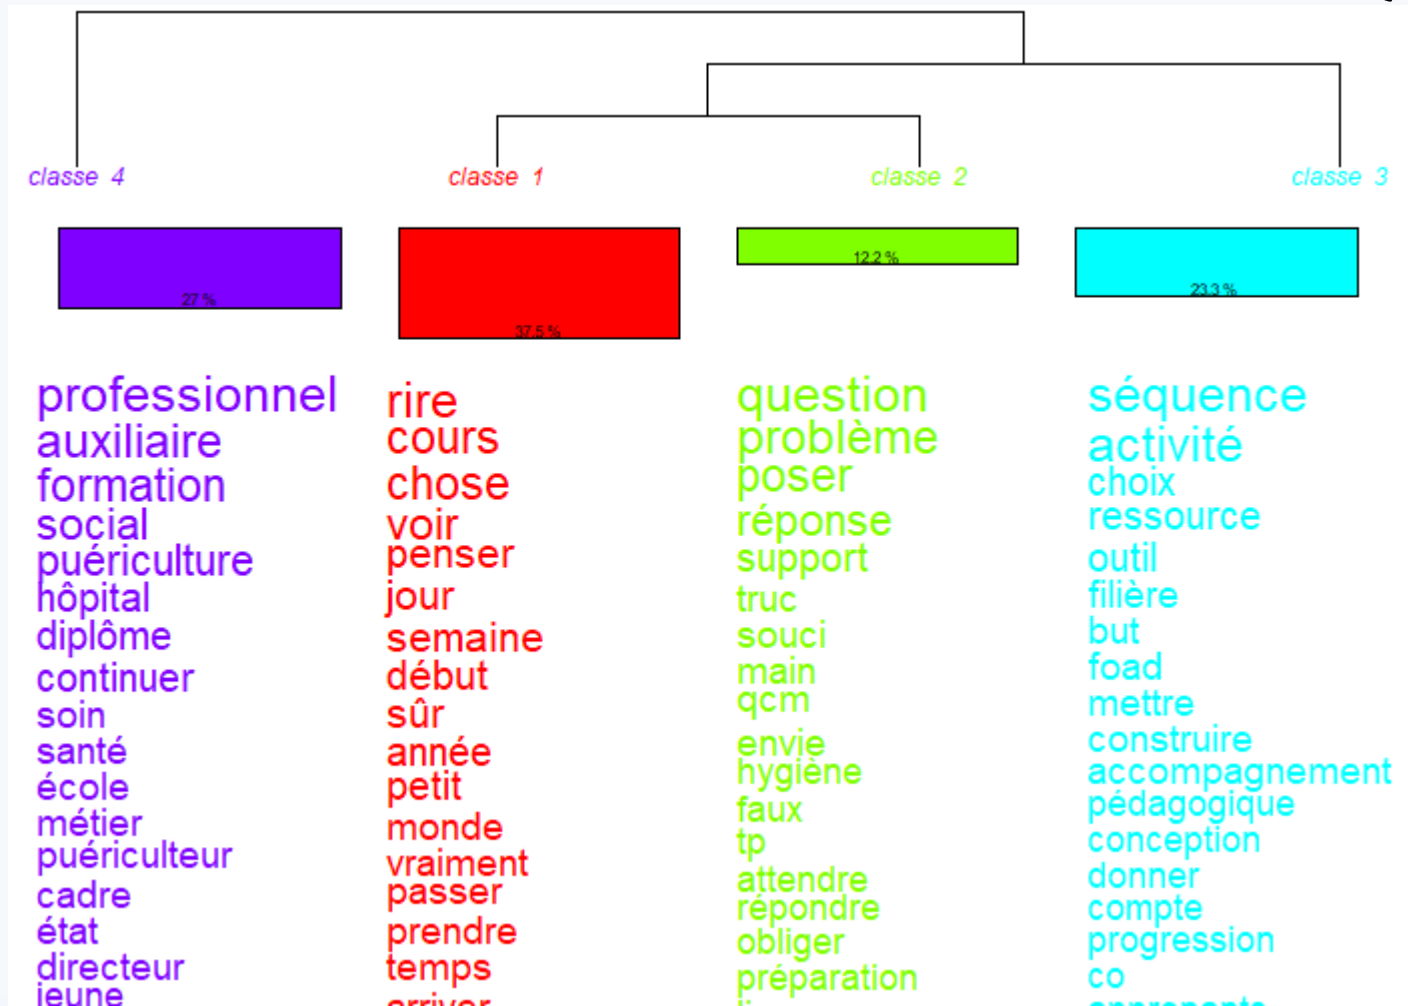 classe 4
classe 1
classe 2
classe 3
27 %
37.5 %
12.2 %
23.3 %
professionnel
auxiliaire
formation
social
puériculture
hôpital
diplôme
continuer
soin
santé
école
métier
puériculteur
cadre
état
directeur
jeune
rire
cours
chose
voir
penser
jour
semaine
début
sûr
année
petit
monde
vraiment
passer
prendre
temps
arriver
question
problème
poser
réponse
support
truc
souci
main
qcm
envie
hygiène
faux
tp
attendre
répondre
obliger
préparation
séquence
activité
choix
ressource
outil
filière
but
foad
mettre
construire
accompagnement
pédagogique
conception
donner
compte
progression
co